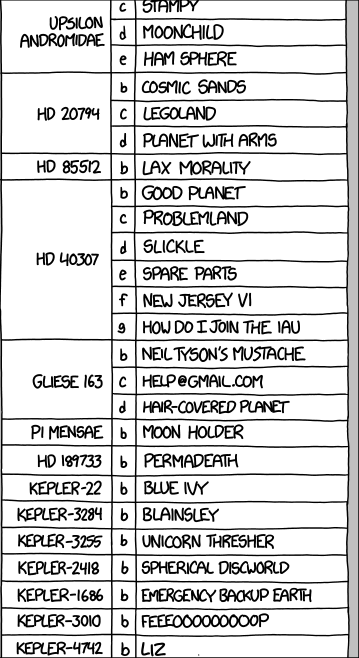 c STAMPY
UPSILON
ANDROMIDAE
d MOONCHILD
e HAM SPHERE
b COSMIC SANDS
HD 20794 c LEGOLAND
d PLANET WITH ARMS
HD 85512 b LAX MORALITY
b GOOD PLANET
c PROBLEMLAND
d SLICKLE
HD 40307
e SPARE PARTS
f NEW JERSEY VI
g HOW DO I JOIN THE IAU
b NEIL TYSON'S MUSTACHE
GLIESE 163 c HELP@GMAIL.COM
d HAIR-COVERED PLANET
PI MENSAE b MOON HOLDER
HD 189733 b PERMADEATH
KEPLER-22 b BLUE IVY
KEPLER-3284 b BLAINSLEY
KEPLER-3255 b UNICORN THRESHER
KEPLER-2418 b SPHERICAL DISCWORLD
KEPLER-1686 b EMERGENCY BACKUP EARTH
KEPLER-3010 b FEEEOOOOOOOOOP
KEPLER-4742 b LIZ